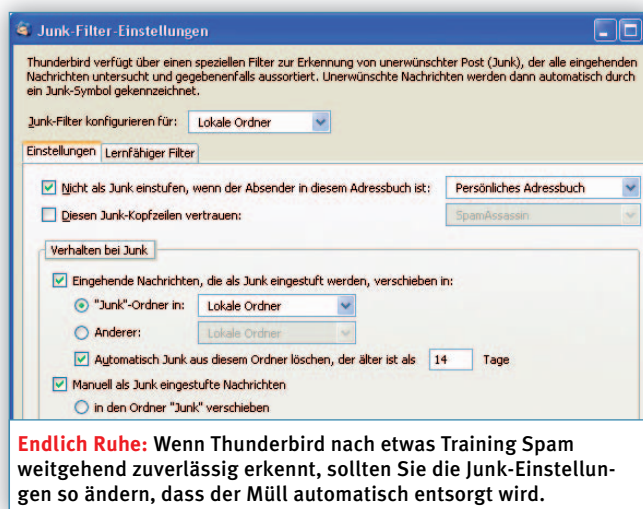 Junk-Filter-Einstellungen
Thunderbird verfügt über einen speziellen Filter zur Erkennung von unerwünschter Post (Junk), der alle eingehenden
Nachrichten untersucht und gegebenenfalls aussortiert. Unerwünschte Nachrichten werden dann automatisch durch
ein Junk-Symbol gekennzeichnet.
Junk-Filter konfigurieren für: Lokale Ordner
Einstellungen Lernfähiger Filter
Nicht als Junk einstufen, wenn der Absender in diesem Adressbuch ist: Persönliches Adressbuch
Diesen Junk-Kopfzeilen vertrauen: SpamAssassin
Verhalten bei Junk
Eingehende Nachrichten, die als Junk eingestuft werden, verschieben in:
"Junk"-Ordner in: Lokale Ordner
Anderer: Lokale Ordner
Automatisch Junk aus diesem Ordner löschen, der älter ist als 14 Tage
Manuell als Junk eingestufte Nachrichten
in den Ordner "Junk" verschieben
Endlich Ruhe: Wenn Thunderbird nach etwas Training Spam
weitgehend zuverlässig erkennt, sollten Sie die Junk-Einstellun-
gen so ändern, dass der Müll automatisch entsorgt wird.